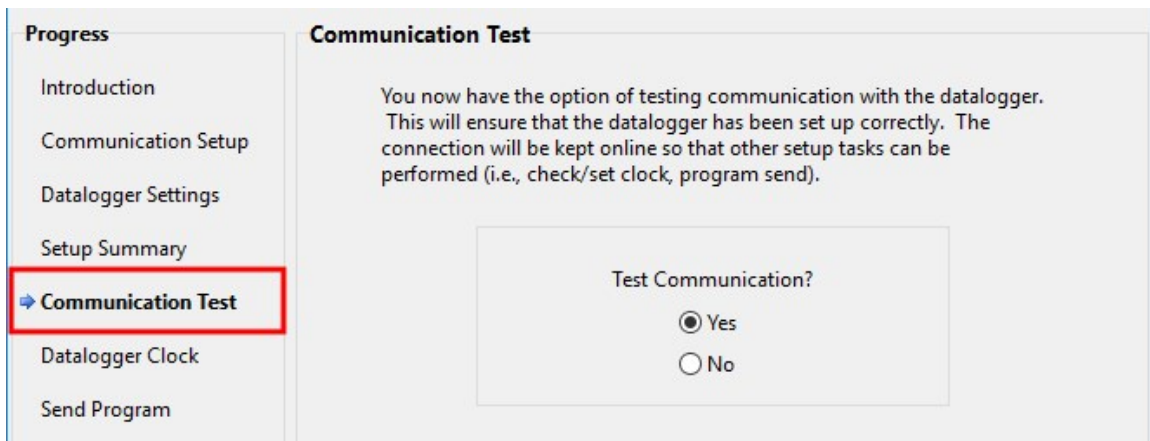 Progress
Introduction
Communication Setup
Datalogger Settings
Setup Summary
Communication Test
Datalogger Clock
Send Program
Communication Test
You now have the option of testing communication with the datalogger.
This will ensure that the datalogger has been set up correctly.  The
connection will be kept online so that other setup tasks can be
performed (i.e., check/set clock, program send).
Test Communication?
Yes
No